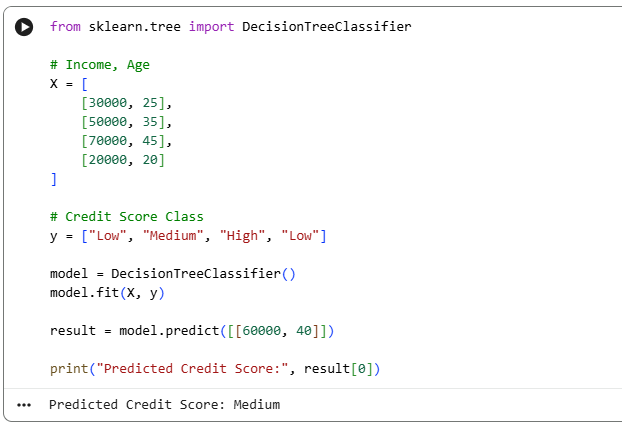 from sklearn.tree import DecisionTreeClassifier
# Income, Age
X = [
    [30000, 25],
    [50000, 35],
    [70000, 45],
    [20000, 20]
]
# Credit Score Class
y = ["Low", "Medium", "High", "Low"]
model = DecisionTreeClassifier()
model.fit(X, y)
result = model.predict([[60000, 40]])
print("Predicted Credit Score:", result[0])
Predicted Credit Score: Medium